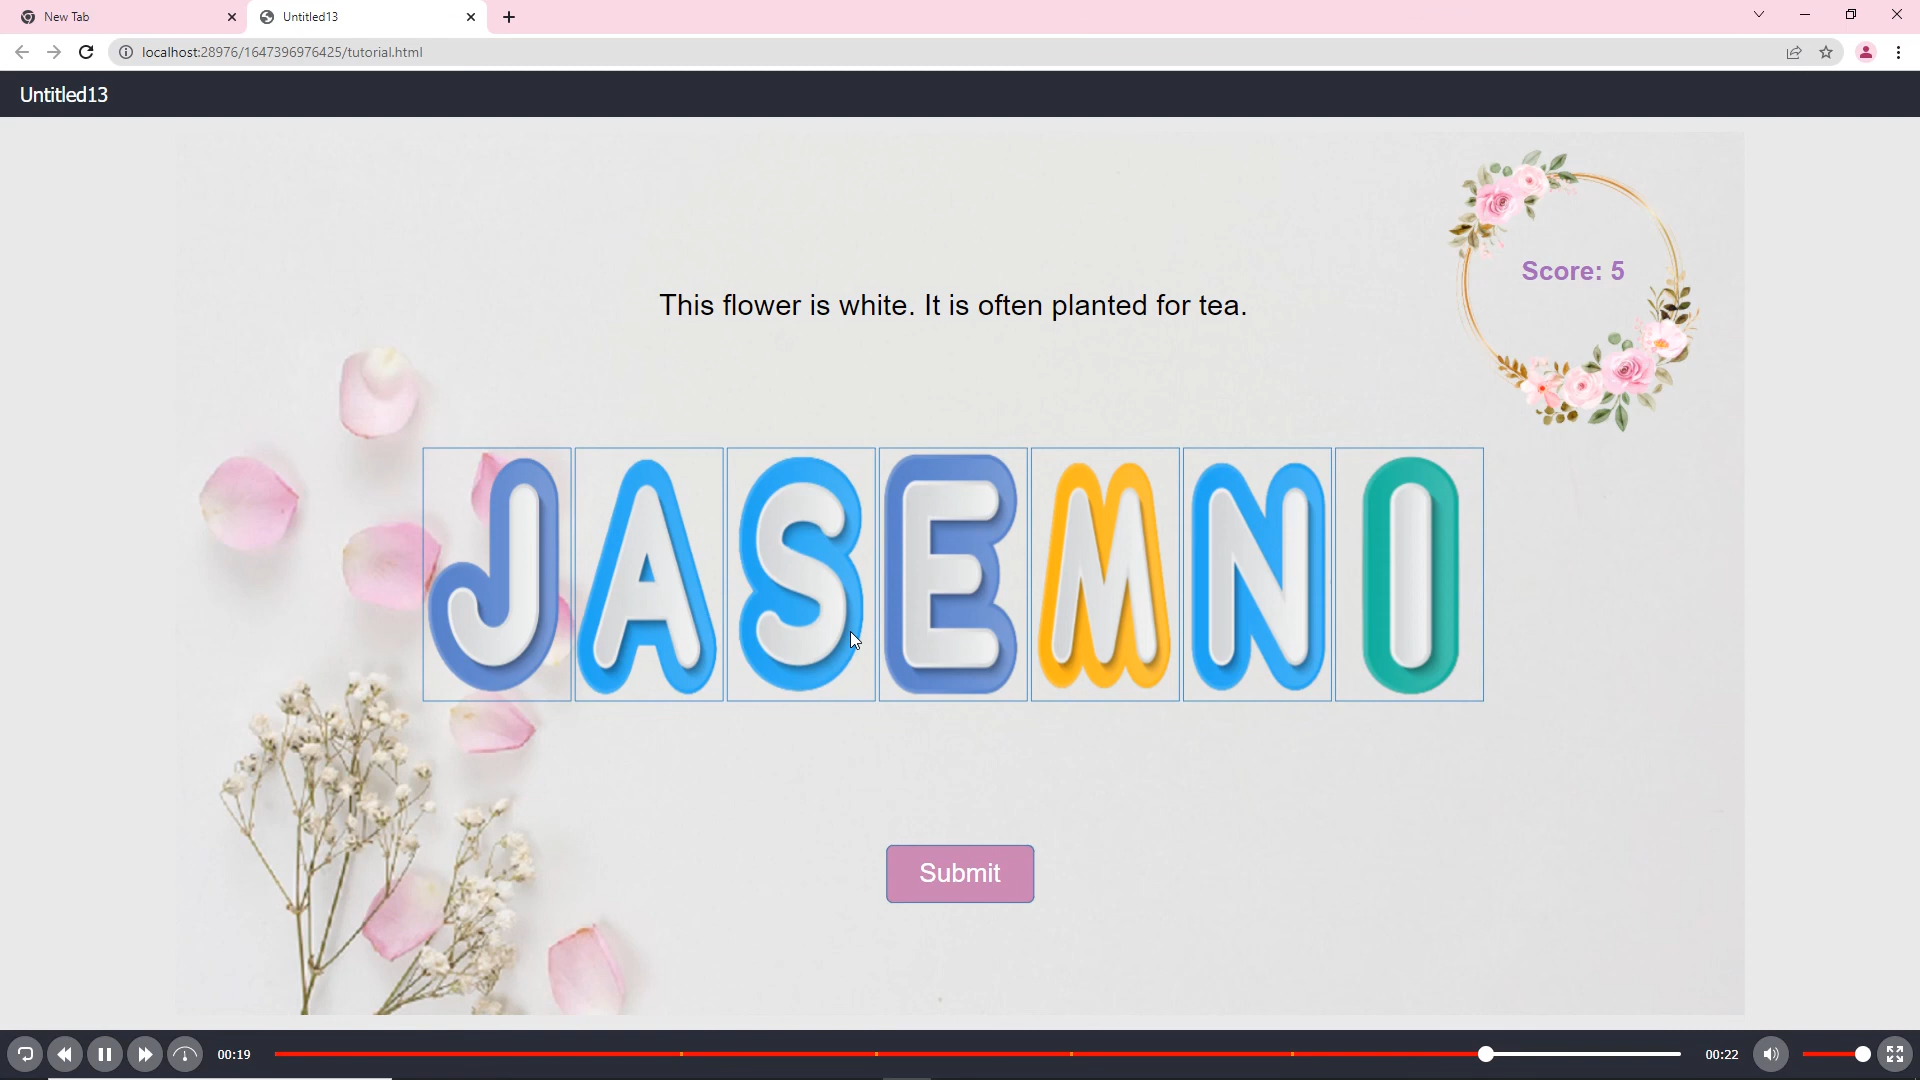 New Tab
Untitled13
localhost:28976/1647396976425/tutorial.html
Untitled13
Score: 5
This flower is white. It is often planted for tea.
JASEMNI
Submit
00:19
00:22